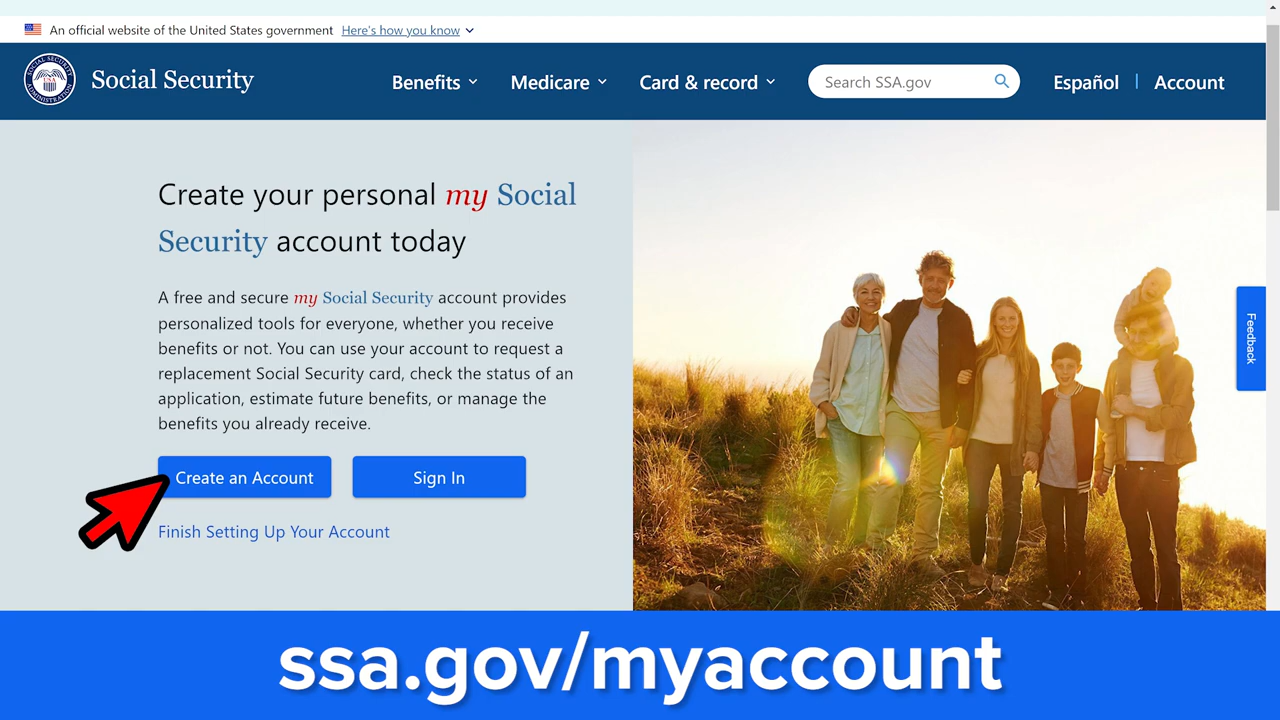 An official website of the United States government Here's how you know
Social Security
Benefits
Medicare
Card & record
Search SSA.gov
Español
Account
Create your personal my Social
Security account today
A free and secure my Social Security account provides
personalized tools for everyone, whether you receive
benefits or not. You can use your account to request a
replacement Social Security card, check the status of an
application, estimate future benefits, or manage the
benefits you already receive.
Create an Account
Sign In
Finish Setting Up Your Account
Feedback
ssa.gov/myaccount